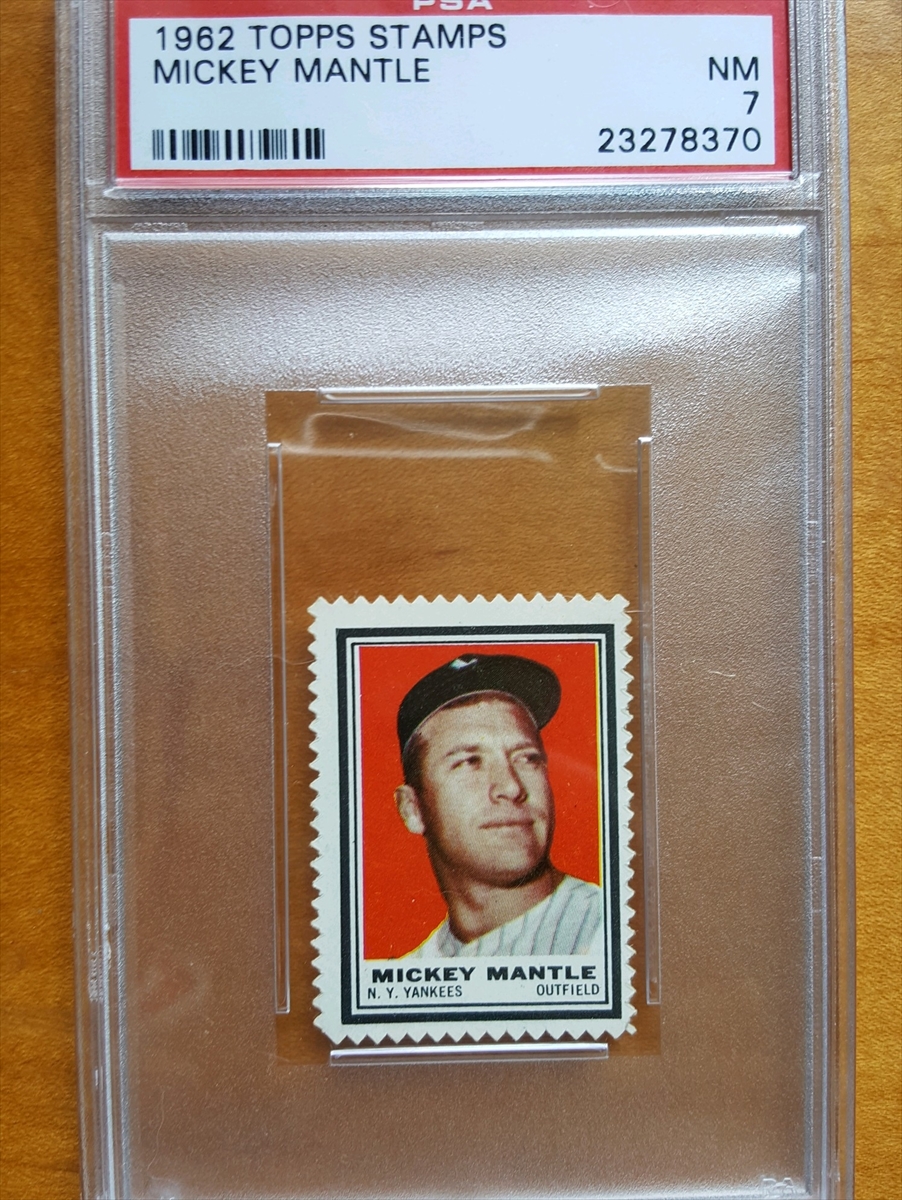 PSA
1962 TOPPS STAMPS
MICKEY MANTLE
NM
7
23278370
MICKEY MANTLE
N. Y. YANKEES OUTFIELD